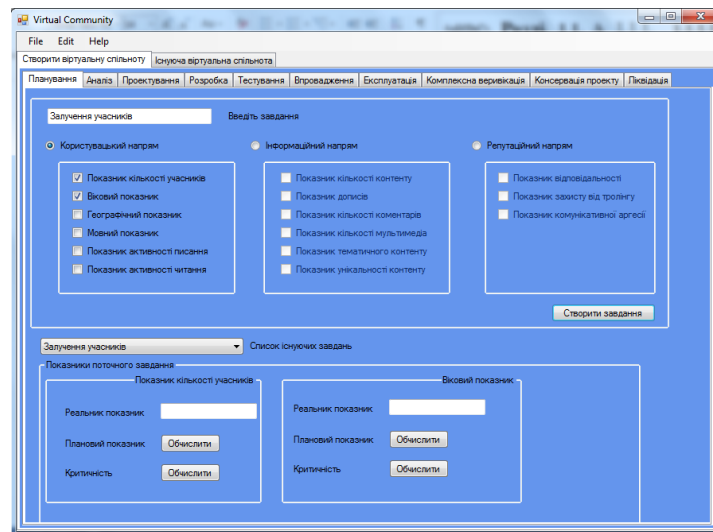 Virtual Community
File Edit Help
Створити віртуальну спільноту Існуюча віртуальна спільнота
Планування Аналіз Проектування Розробка Тестування Впровадження Експлуатація Комплексна веривікація Консервація проекту Ліквідація
Залучення учасників Введіть завдання
Користувацький напрям Інформаційний напрям Репутаційний напрям
Показник кількості учасників Показник кількості контенту Показник відповідальності
Віковий показник Показник дописів Показник захисту від тролінгу
Географічний показник Показник кількості коментарів Показник комунікативної аргесії
Мовний показник Показник кількості мультимедіа
Показник активності писання Показник тематичного контенту
Показник активності читання Показник унікальності контенту
Створити завдання
Залучення учасників Список існуючих завдань
Показники поточного завдання
Показник кількості учасників Віковий показник
Реальник показник Реальник показник
Плановий показник Обчислити Плановий показник Обчислити
Критичність Обчислити Критичність Обчислити